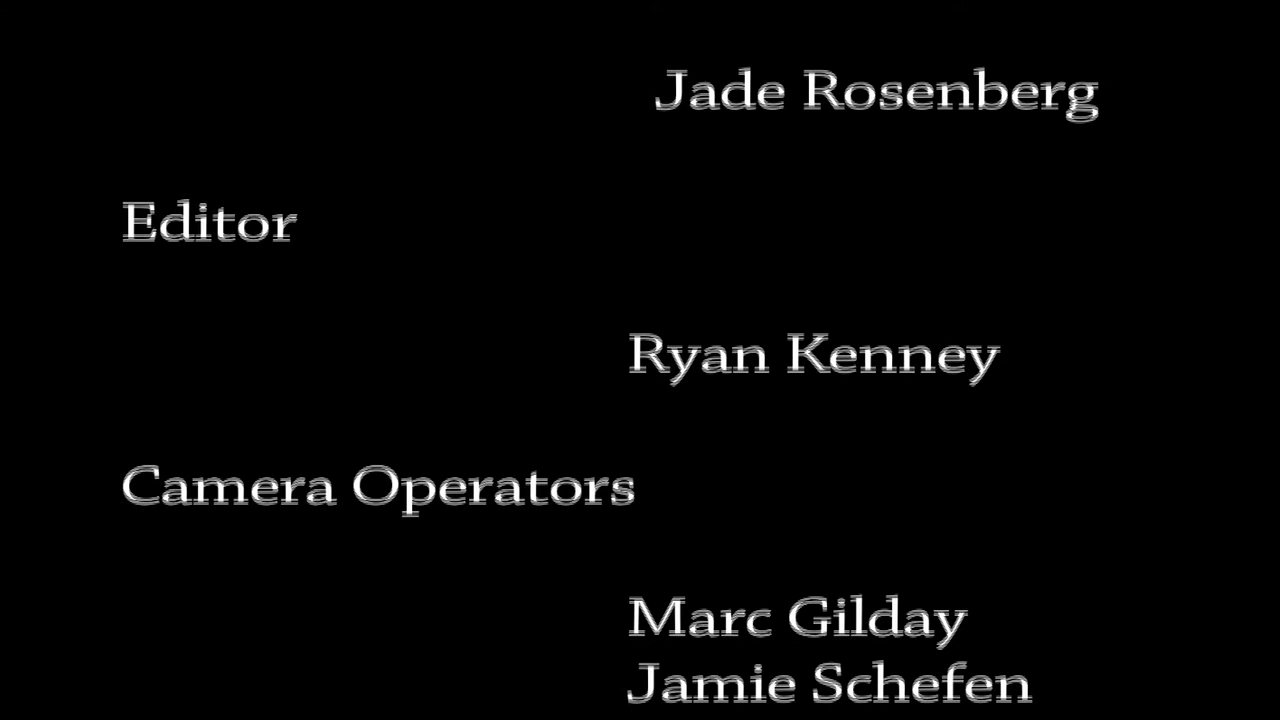 Jade Rosenberg
Editor
Ryan Kenney
Camera Operators
Marc Gilday
Jamie Schefen